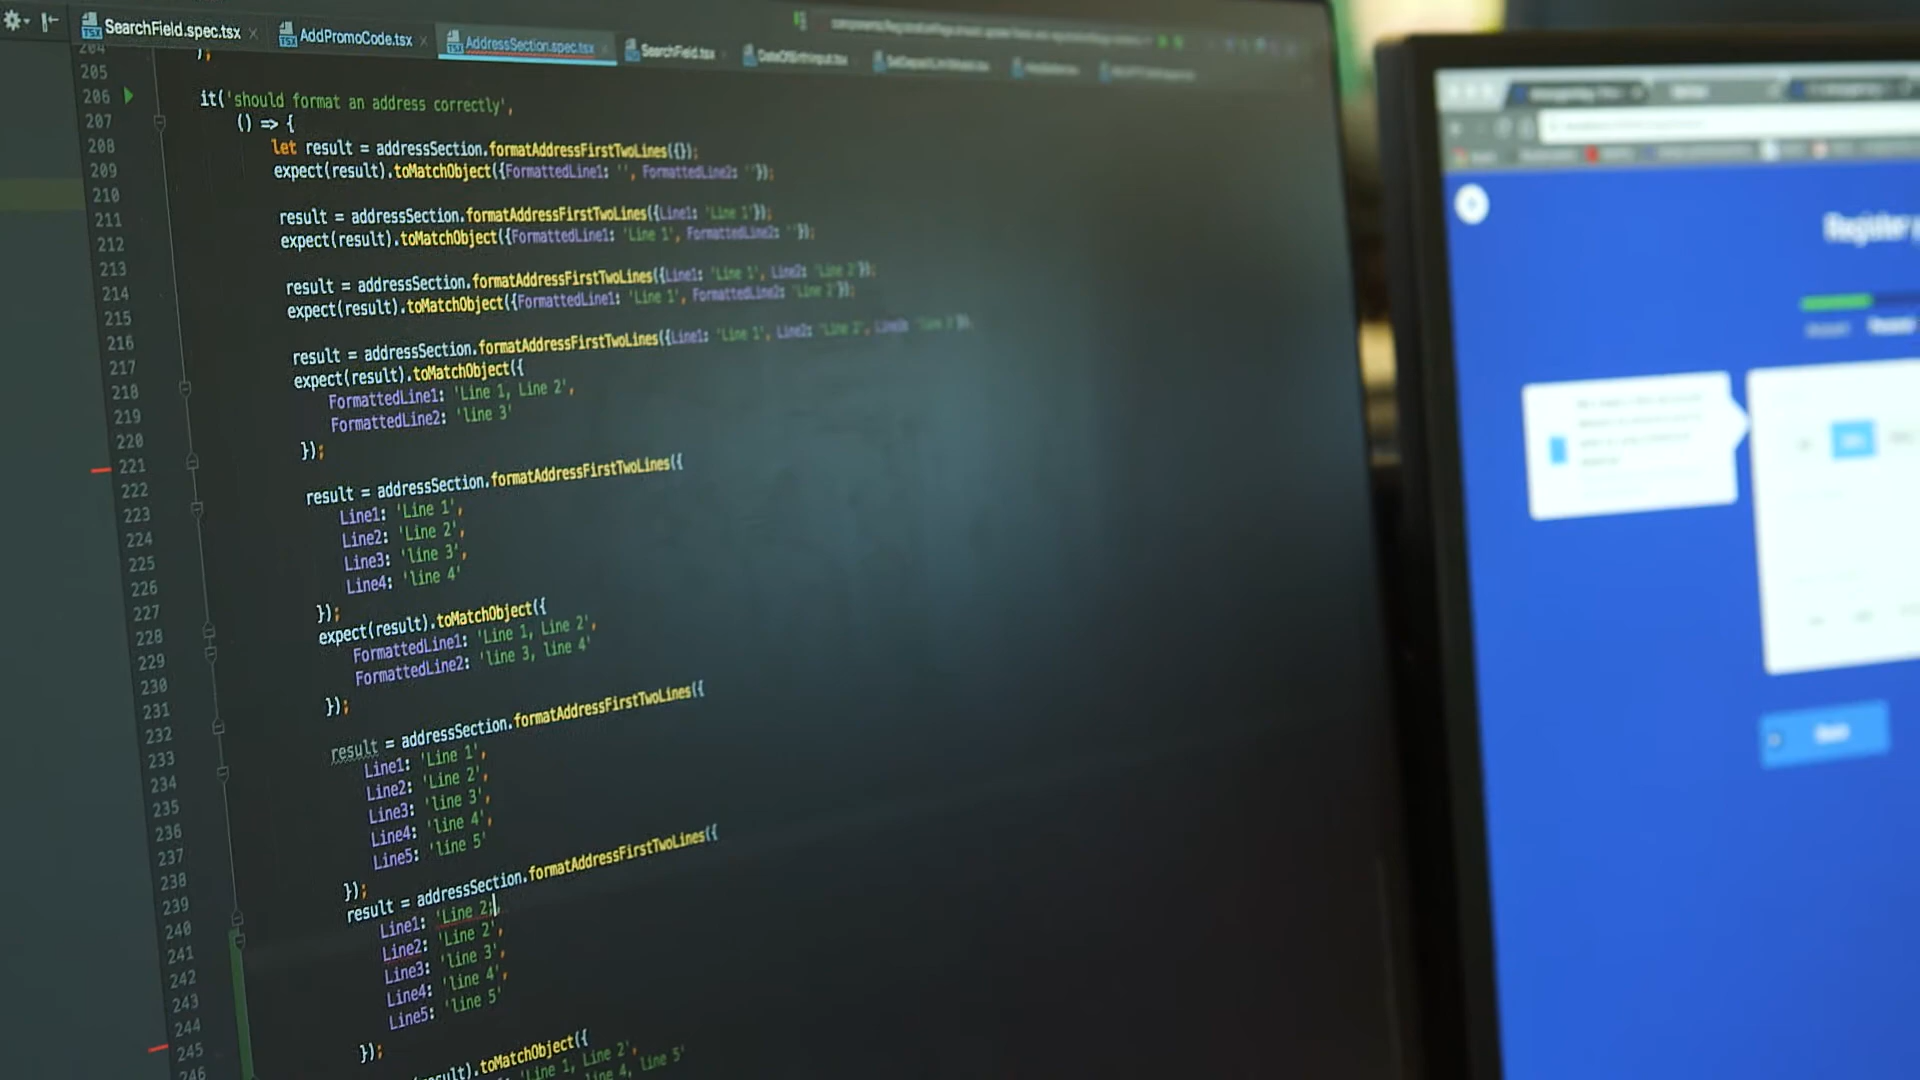 SearchField.spec.tsx
AddPromoCode.tsx
AddressSection.spec.tsx
SearchField.tsx
DateOfBirthInput.tsx
204 );
205
206 it('should format an address correctly',
207 () => {
208 let result = addressSection.formatAddressFirstTwoLines({});
209 expect(result).toMatchObject({FormattedLine1: '', FormattedLine2: ''});
210
211 result = addressSection.formatAddressFirstTwoLines({Line1: 'Line 1'});
212 expect(result).toMatchObject({FormattedLine1: 'Line 1', FormattedLine2: ''});
213
214 result = addressSection.formatAddressFirstTwoLines({Line1: 'Line 1', Line2: 'Line 2'});
215 expect(result).toMatchObject({FormattedLine1: 'Line 1', FormattedLine2: 'Line 2'});
216
217 result = addressSection.formatAddressFirstTwoLines({Line1: 'Line 1', Line2: 'Line 2', Line3: 'line 3'});
218 expect(result).toMatchObject({
219 FormattedLine1: 'Line 1, Line 2',
220 FormattedLine2: 'line 3'
221 });
222
223 result = addressSection.formatAddressFirstTwoLines({
224 Line1: 'Line 1',
225 Line2: 'Line 2',
226 Line3: 'line 3',
227 Line4: 'line 4'
228 });
229 expect(result).toMatchObject({
230 FormattedLine1: 'Line 1, Line 2',
231 FormattedLine2: 'line 3, line 4'
232 });
233
234 result = addressSection.formatAddressFirstTwoLines({
235 Line1: 'Line 1',
236 Line2: 'Line 2',
237 Line3: 'line 3',
238 Line4: 'line 4',
239 Line5: 'line 5'
240 });
241 result = addressSection.formatAddressFirstTwoLines({
242 Line1: 'Line 2;,
243 Line2: 'Line 2',
244 Line3: 'line 3',
245 Line4: 'line 4',
246 Line5: 'line 5'
});
result).toMatchObject({
'Line 1, Line 2',
line 4, line 5'
Register